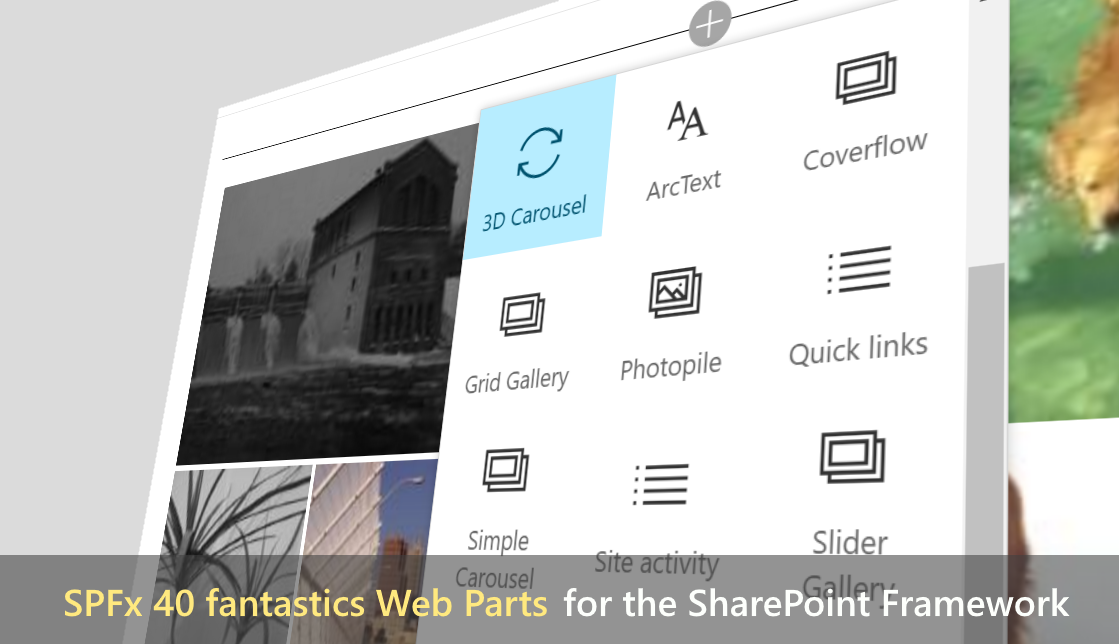 3D Carousel
ArcText
Coverflow
Grid Gallery
Photopile
Quick links
Simple
Carousel
Site activity
Slider
Gallery
SPFx 40 fantastics Web Parts for the SharePoint Framework